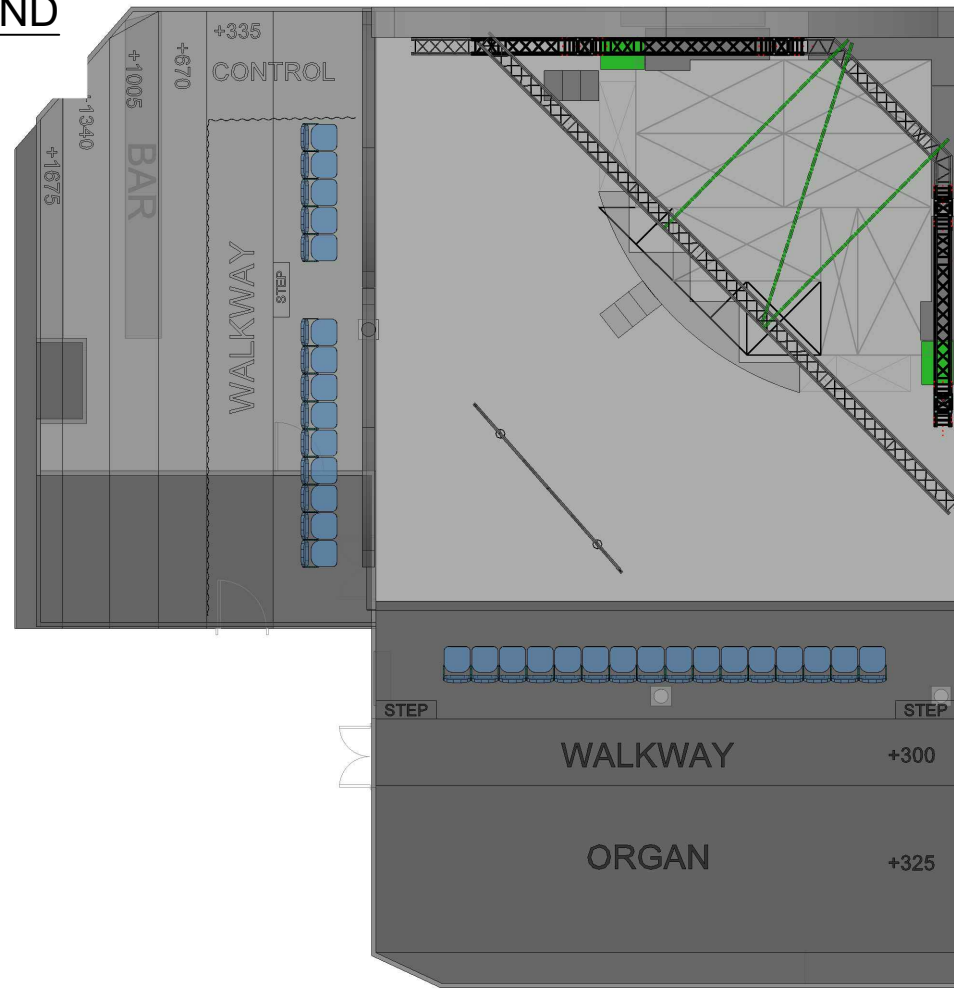 ND
+335
CONTROL
+670
+1005
+1340
+1675
BAR
WALKWAY
STEP
STEP
STEP
WALKWAY
+300
ORGAN
+325